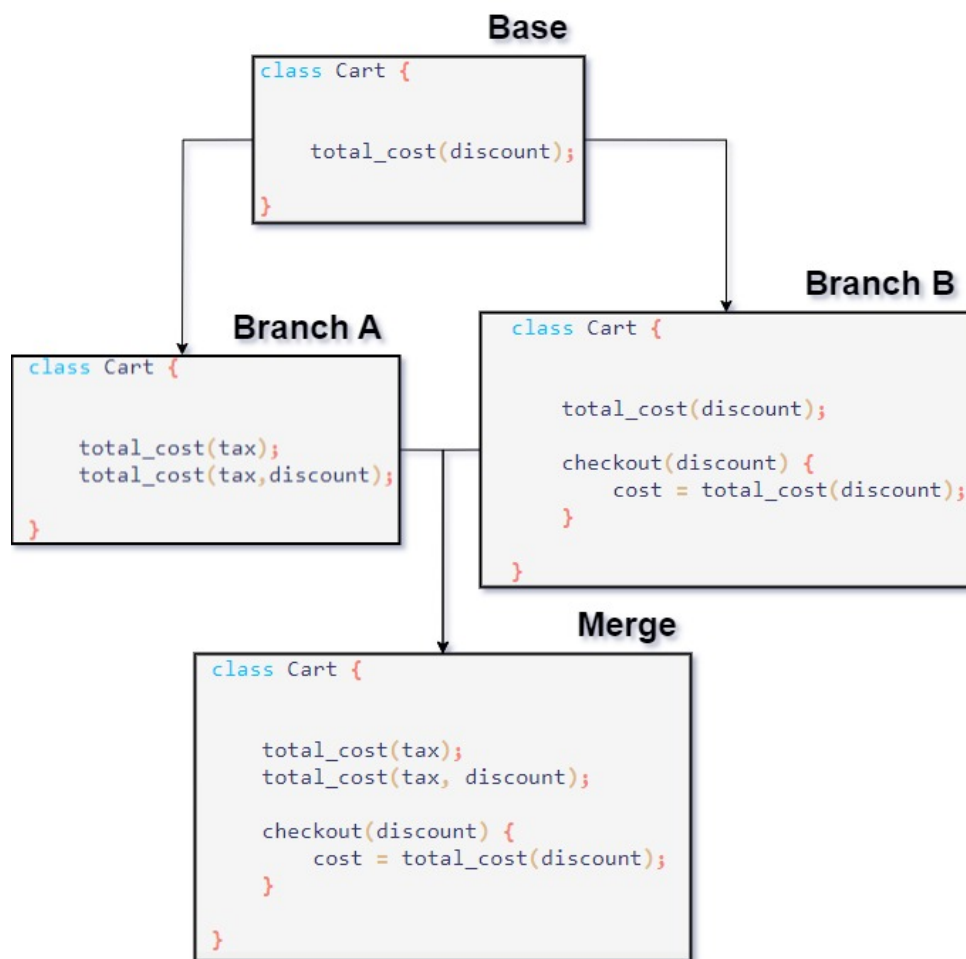 Base
class Cart {
total_cost(discount);
}
Branch A
class Cart {
total_cost(tax);
total_cost(tax,discount);
}
Branch B
class Cart {
total_cost(discount);
checkout(discount) {
cost = total_cost(discount);
}
}
Merge
class Cart {
total_cost(tax);
total_cost(tax, discount);
checkout(discount) {
cost = total_cost(discount);
}
}